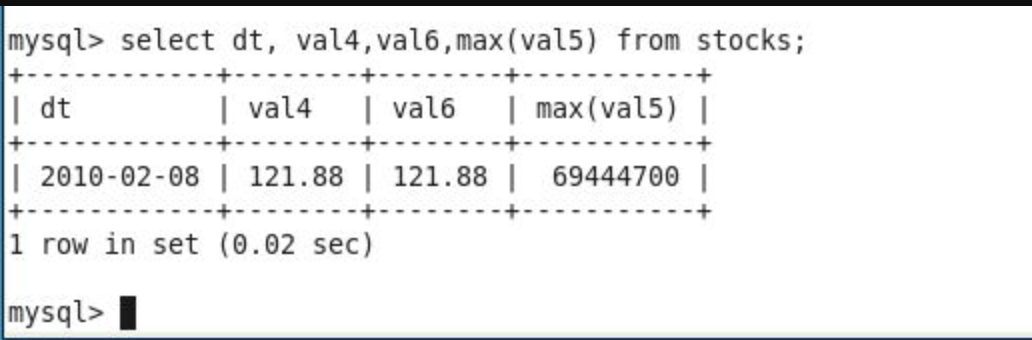 mysql> select dt, val4,val6,max(val5) from stocks;
+------------+--------+--------+-----------+
| dt         | val4   | val6   | max(val5) |
+------------+--------+--------+-----------+
| 2010-02-08 | 121.88 | 121.88 |  69444700 |
+------------+--------+--------+-----------+
1 row in set (0.02 sec)
mysql>